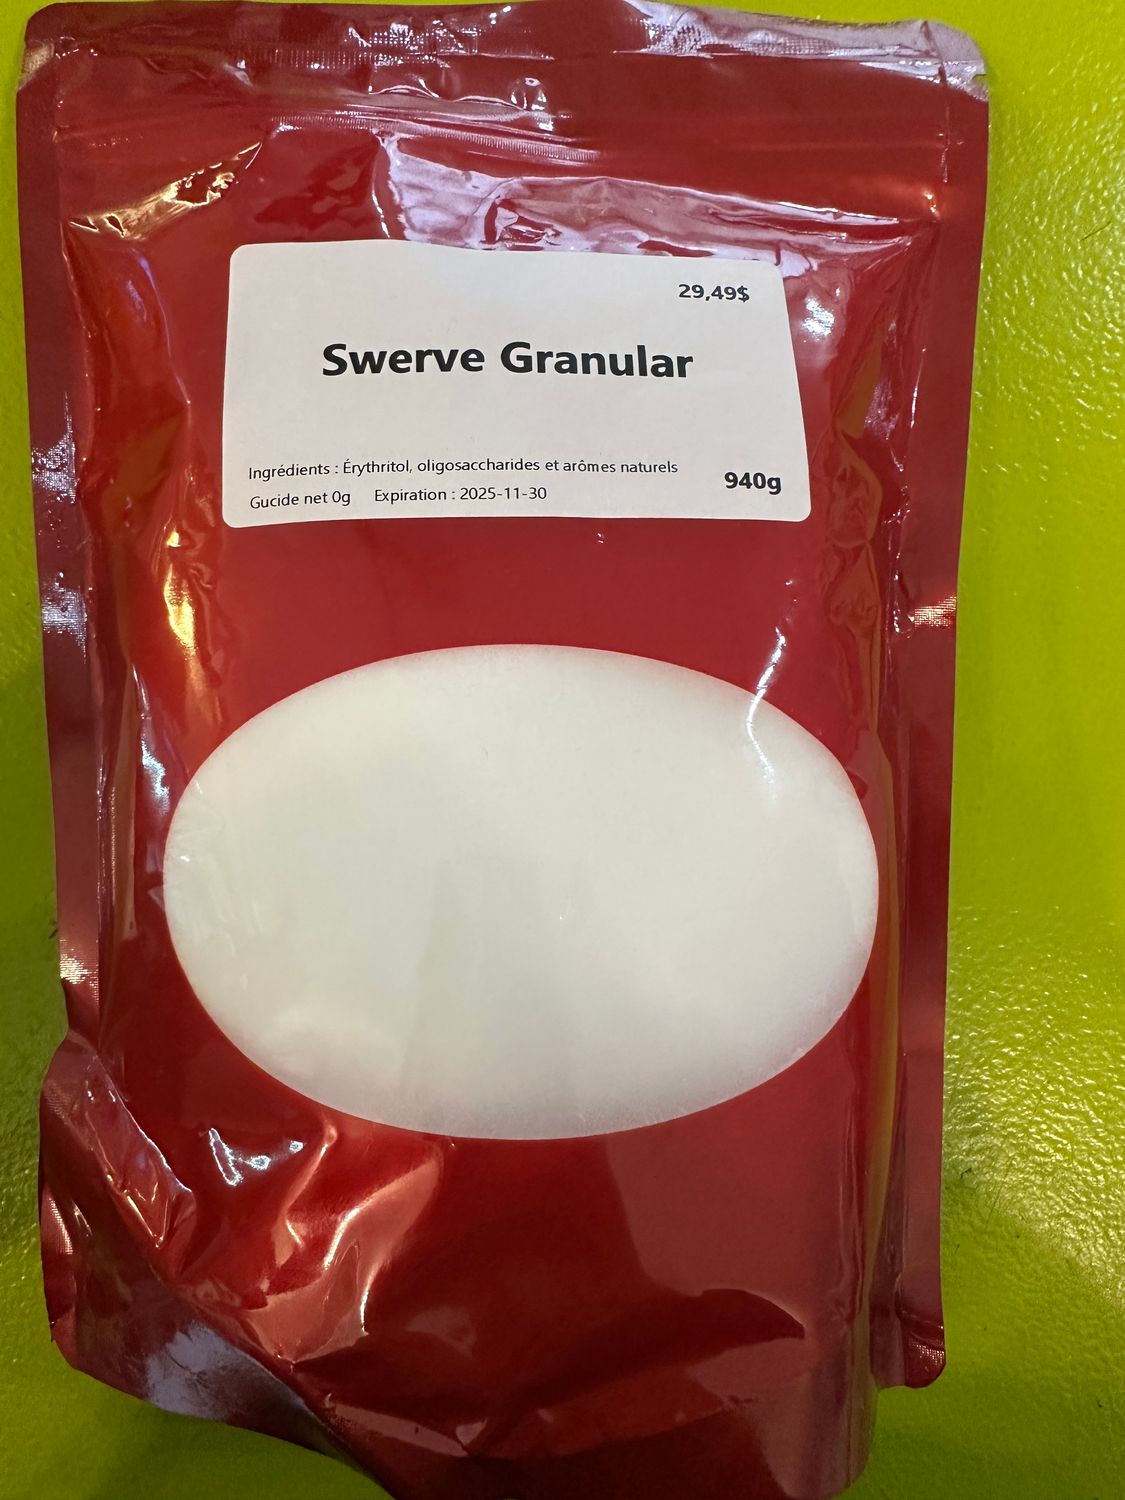 29,49$
Swerve Granular
Ingrédients : Érythritol, oligosaccharides et arômes naturels
940g
Gucide net 0g Expiration : 2025-11-30